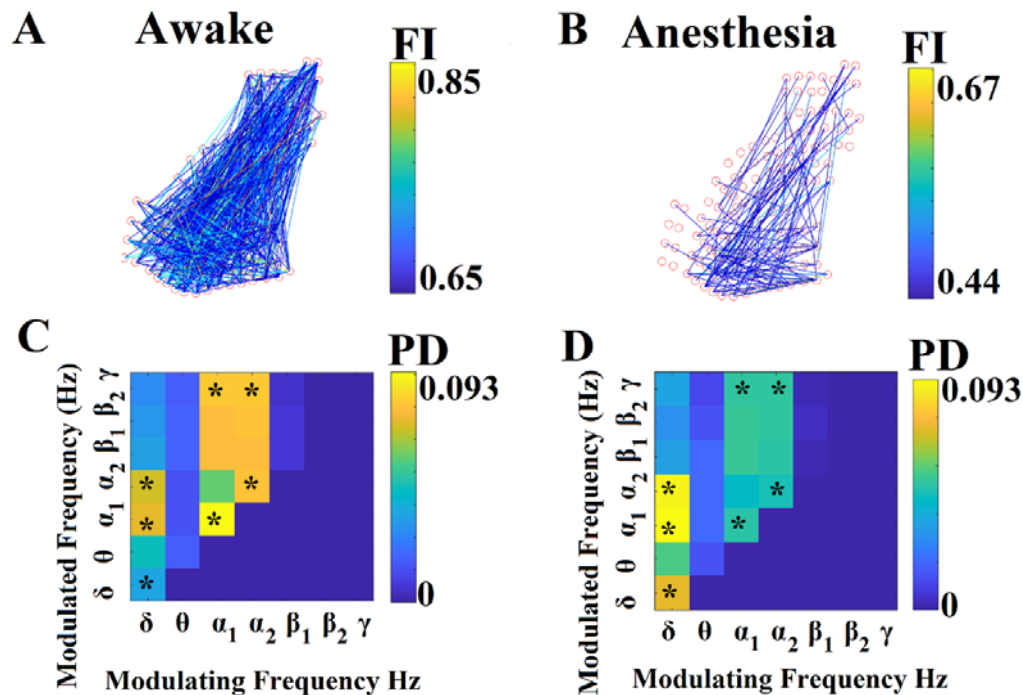 A Awake FI
0.85
0.65
B Anesthesia FI
0.67
0.44
C PD
0.093
0
Modulated Frequency (Hz)
γ
β₂
β₁
α₂
α₁
θ
δ
* *
* *
* *
*
δ θ α₁ α₂ β₁ β₂ γ
Modulating Frequency Hz
D PD
0.093
0
Modulated Frequency (Hz)
γ
β₂
β₁
α₂
α₁
θ
δ
* *
* *
* *
*
δ θ α₁ α₂ β₁ β₂ γ
Modulating Frequency Hz